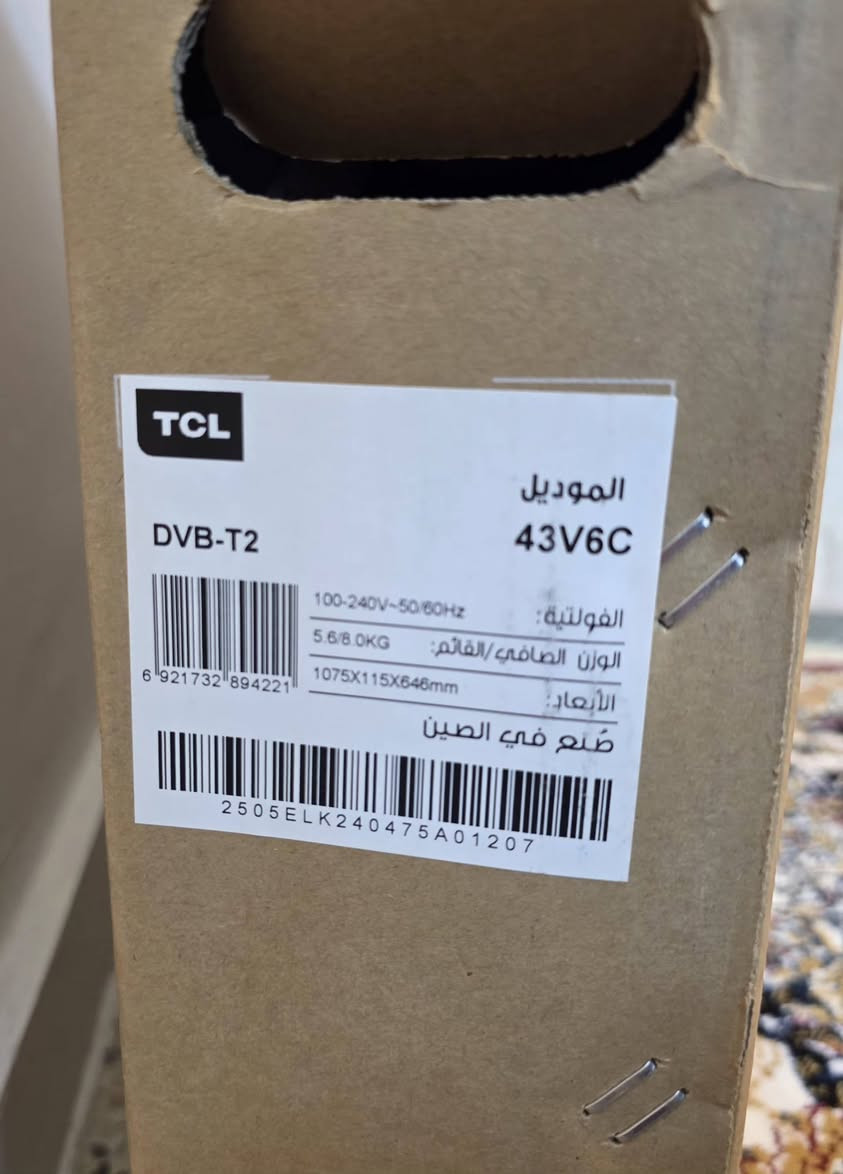 TCL
الموديل
DVB-T2 43V6C
الفولتية: 100-240V~50/60Hz
الوزن الصافي/القائم: 5.6/8.0KG
الأبعاد: 1075X115X646mm
6 921732 894221
صُنع في الصين
2505ELK240475A01207